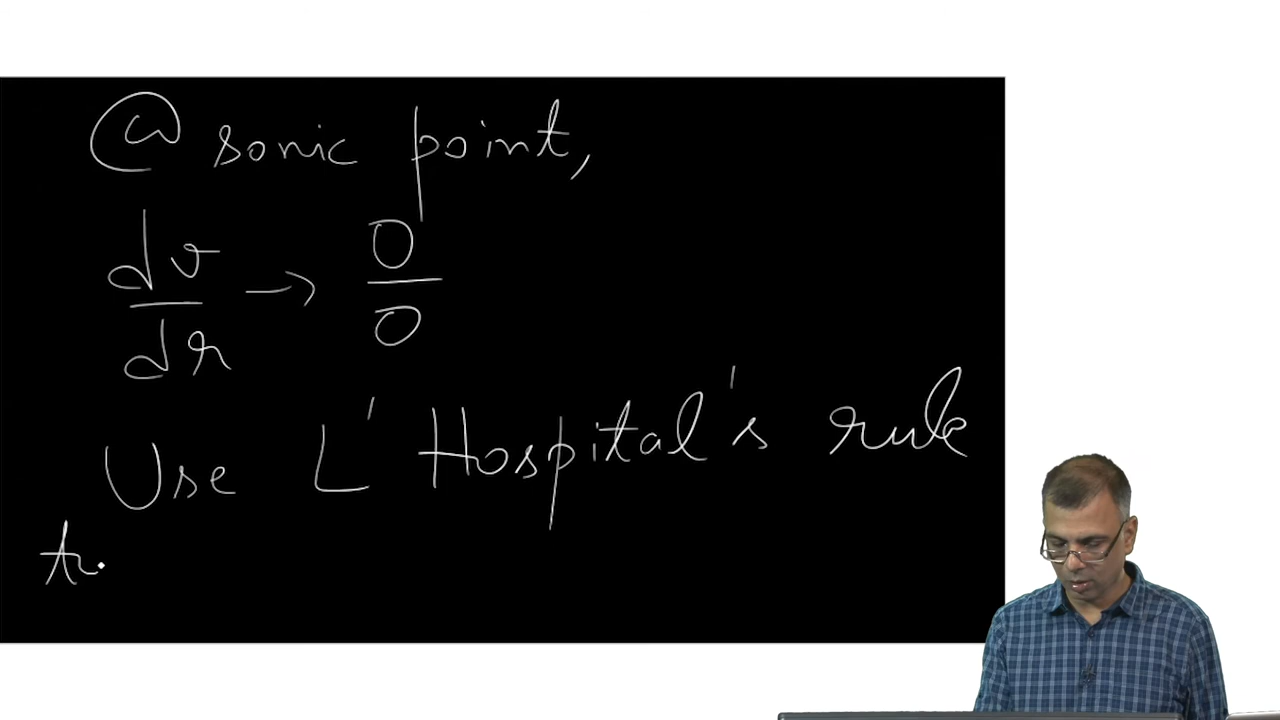 @ sonic point,
dv/dr → 0/0
Use L'Hospital's rule